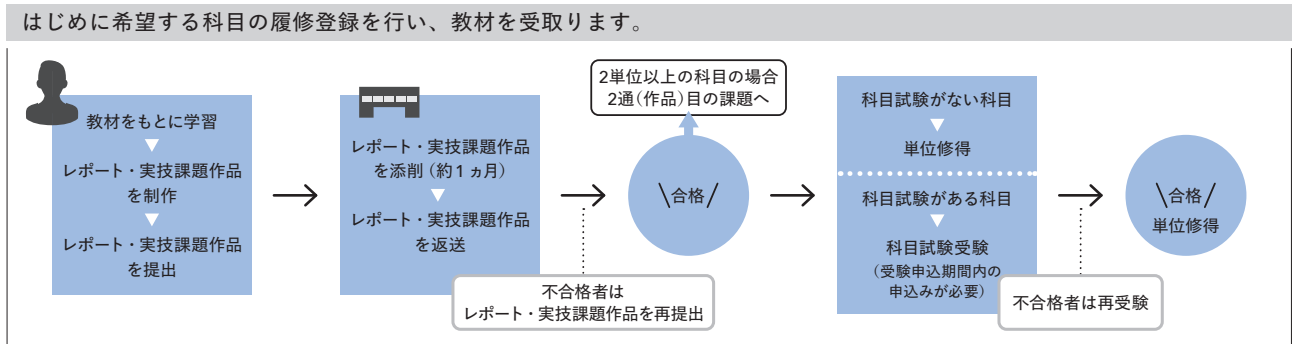 はじめに希望する科目の履修登録を行い、教材を受取ります。
教材をもとに学習
レポート・実技課題作品
を制作
レポート・実技課題作品
を提出
レポート・実技課題作品
を添削（約1ヵ月）
レポート・実技課題作品
を返送
不合格者は
レポート・実技課題作品を再提出
2単位以上の科目の場合
2通（作品）目の課題へ
合格
科目試験がない科目
単位修得
科目試験がある科目
科目試験受験
（受験申込期間内の
申込みが必要）
不合格者は再受験
合格
単位修得